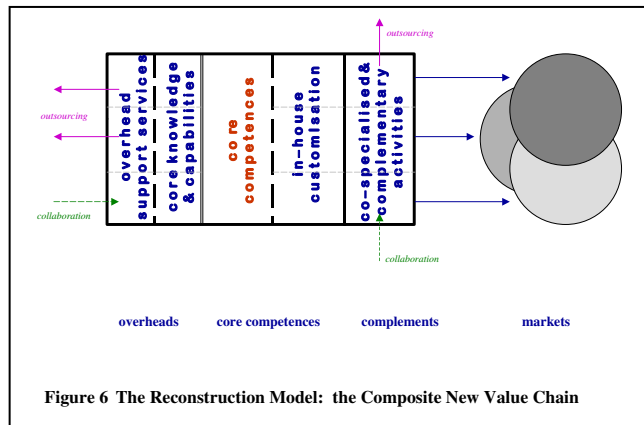 outsourcing
outsourcing
collaboration
overhead
support services
core knowledge
& capabilities
core
competences
in-house
customisation
co-specialised&
complementary
activities
collaboration
overheads
core competences
complements
markets
Figure 6 The Reconstruction Model: the Composite New Value Chain